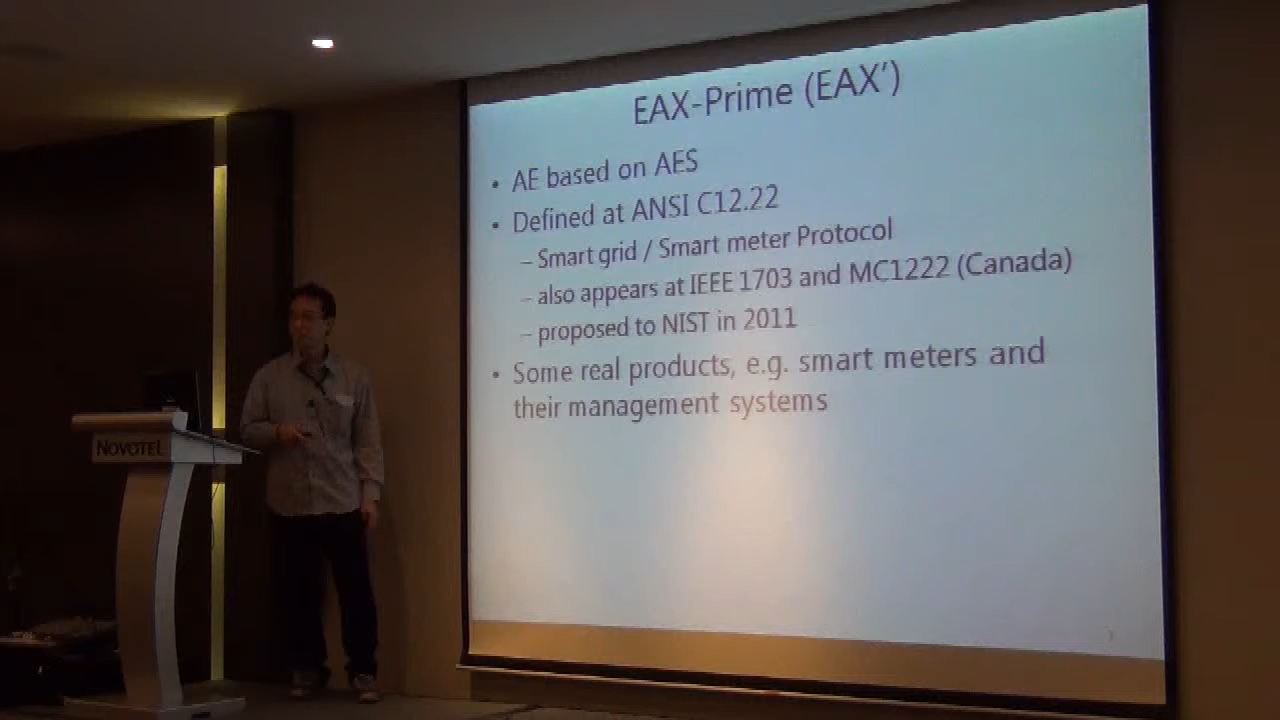 EAX-Prime (EAX’)
• AE based on AES
• Defined at ANSI C12.22
– Smart grid / Smart meter Protocol
– also appears at IEEE 1703 and MC1222 (Canada)
– proposed to NIST in 2011
• Some real products, e.g. smart meters and
their management systems
NOVOTEL